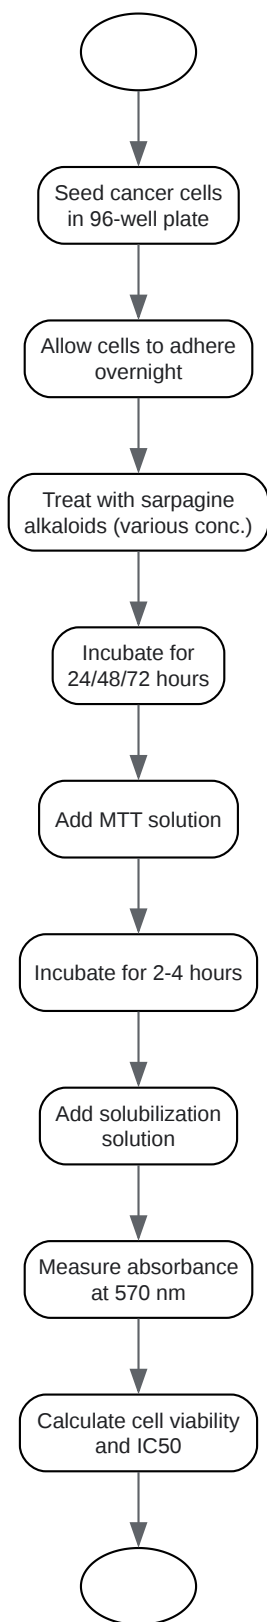 Seed cancer cells
in 96-well plate
Allow cells to adhere
overnight
Treat with sarpagine
alkaloids (various conc.)
Incubate for
24/48/72 hours
Add MTT solution
Incubate for 2-4 hours
Add solubilization
solution
Measure absorbance
at 570 nm
Calculate cell viability
and IC50